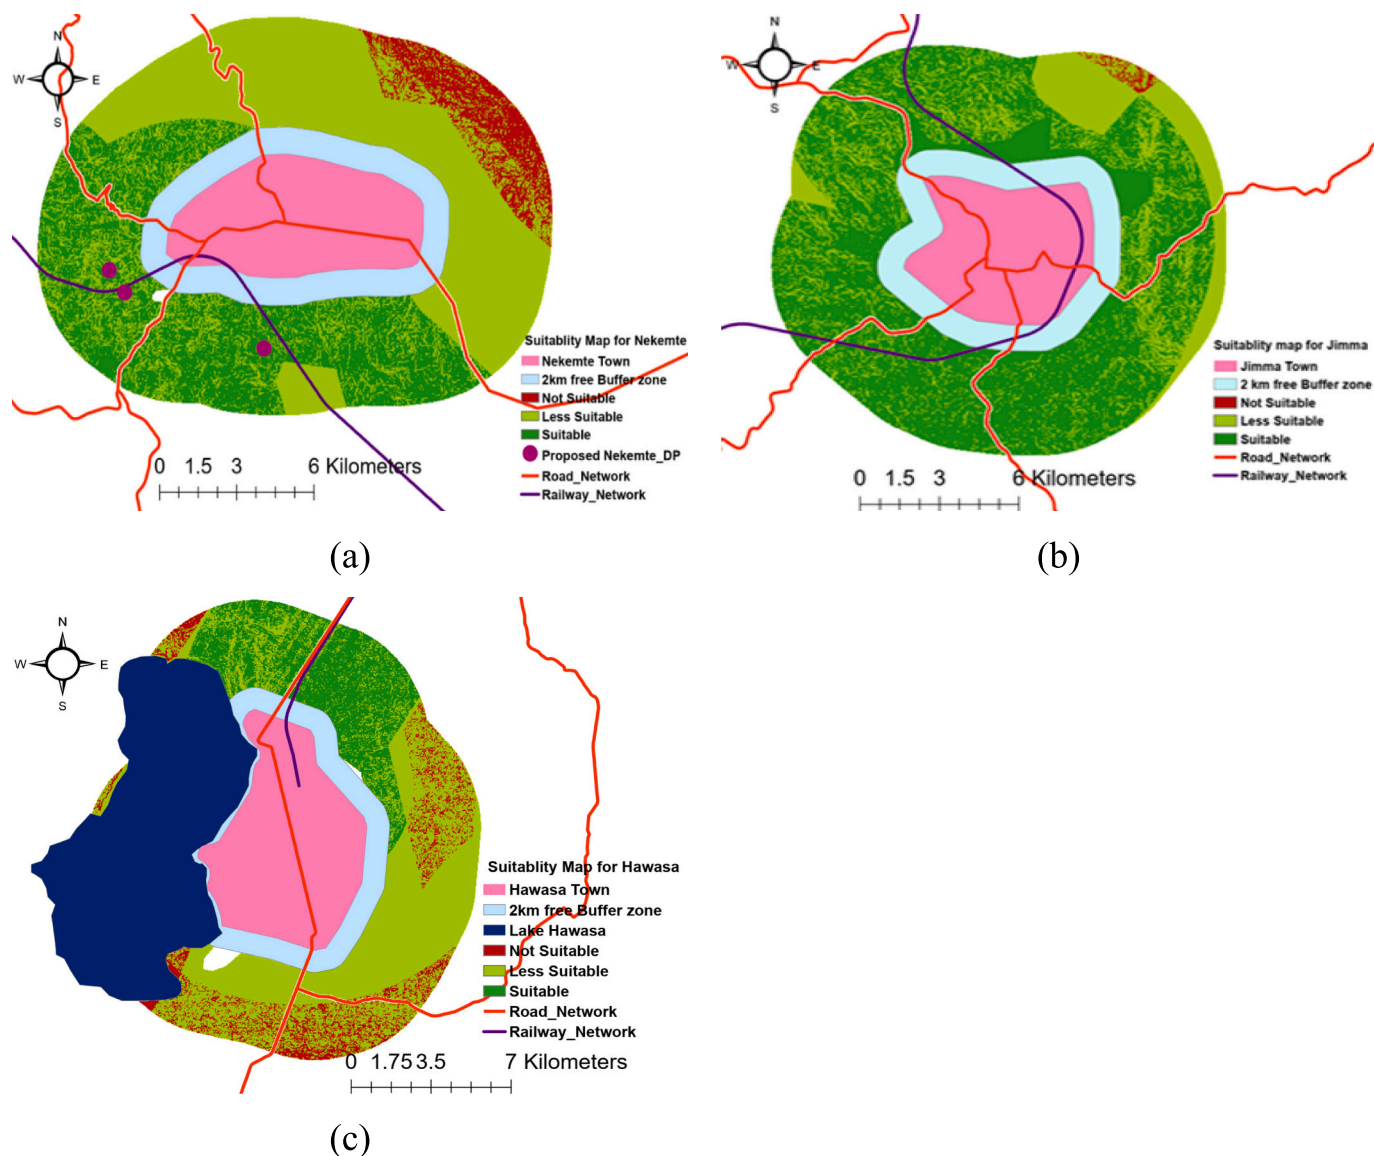 N
W E
S
Suitablity Map for Nekemte
Nekemte Town
2km free Buffer zone
Not Suitable
Less Suitable
Suitable
Proposed Nekemte_DP
Road_Network
Railway_Network
0 1.5 3 6 Kilometers
(a)
N
W E
S
Suitablity map for Jimma
Jimma Town
2 km free Buffer zone
Not Suitable
Less Suitable
Suitable
Road_Network
Railway_Network
0 1.5 3 6 Kilometers
(b)
N
W E
S
Suitablity Map for Hawasa
Hawasa Town
2km free Buffer zone
Lake Hawasa
Not Suitable
Less Suitable
Suitable
Road_Network
Railway_Network
0 1.75 3.5 7 Kilometers
(c)